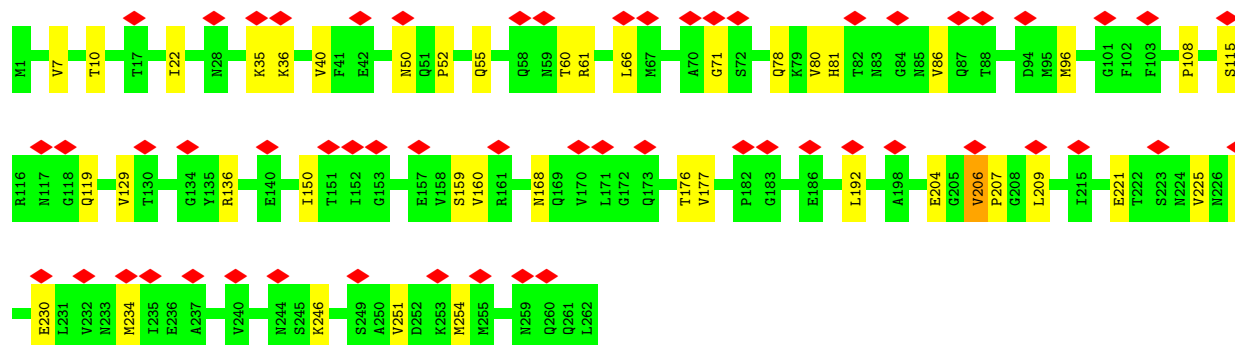 M1 V7 T10 T17 I22 N28 K35 K36 V40 F41 E42 N50 Q51 P52 Q55 Q58 N59 T60 R61 L66 M67 A70 G71 S72 Q78 K79 V80 H81 T82 N83 G84 N85 V86 Q87 T88 D94 M95 M96 G101 F102 F103 P108 S115
R116 N117 G118 Q119 V129 T130 G134 Y135 R136 E140 I150 T151 I152 G153 E157 V158 S159 V160 R161 N168 Q169 V170 L171 G172 Q173 T176 V177 P182 G183 E186 L192 A198 E204 G205 V206 P207 G208 L209 I215 E221 T222 S223 N224 V225 N226
E230 L231 V232 N233 M234 I235 E236 A237 V240 N244 S245 K246 S249 A250 V251 D252 K253 M254 M255 N259 Q260 Q261 L262